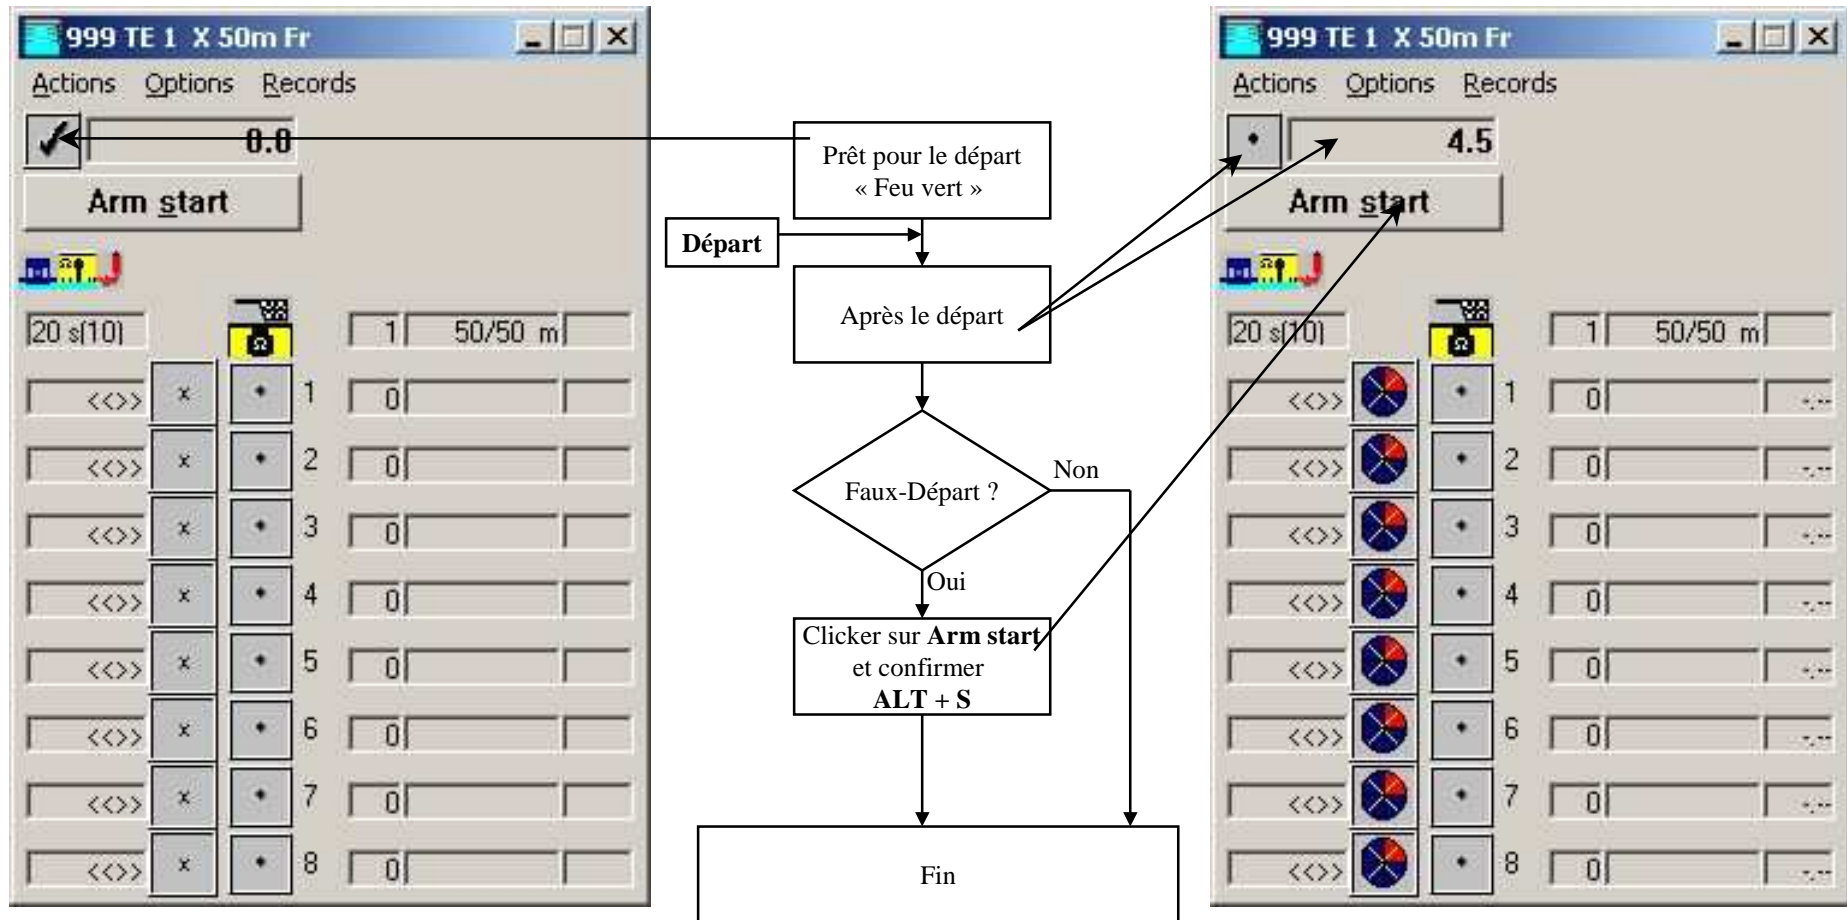 999 TE 1 X 50m Fr
Actions Options Records
0.0
Arm start
20 s(10) 1 50/50 m
<<>> x 1 0
<<>> x 2 0
<<>> x 3 0
<<>> x 4 0
<<>> x 5 0
<<>> x 6 0
<<>> x 7 0
<<>> x 8 0
Prêt pour le départ
« Feu vert »
Départ
Après le départ
Faux-Départ ?
Non
Oui
Clicker sur Arm start
et confirmer
ALT + S
Fin
999 TE 1 X 50m Fr
Actions Options Records
4.5
Arm start
20 s(10) 1 50/50 m
<<>> 1 0 -.--
<<>> 2 0 -.--
<<>> 3 0 -.--
<<>> 4 0 -.--
<<>> 5 0 -.--
<<>> 6 0 -.--
<<>> 7 0 -.--
<<>> 8 0 -.--